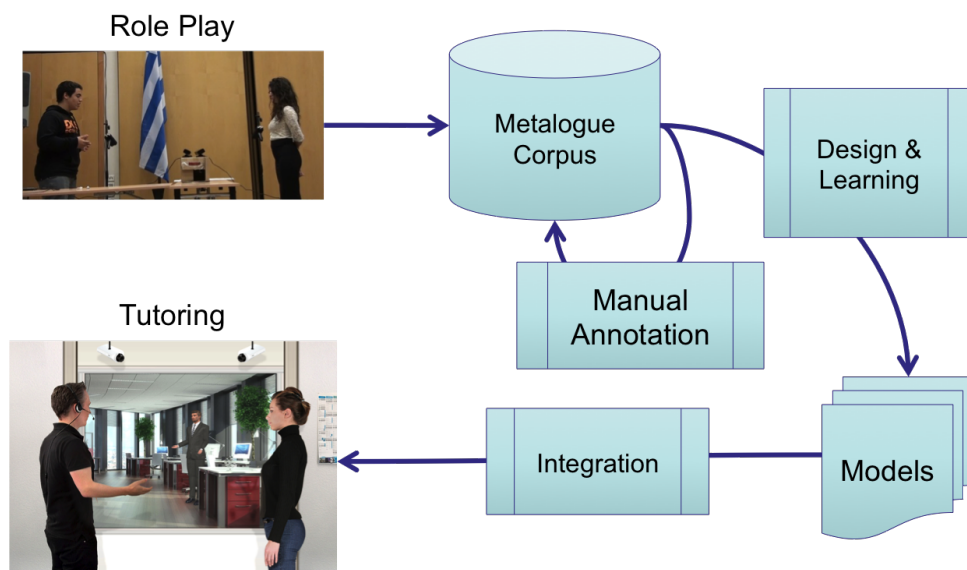 Role Play
Metalogue
Corpus
Design &
Learning
Manual
Annotation
Tutoring
Integration
Models